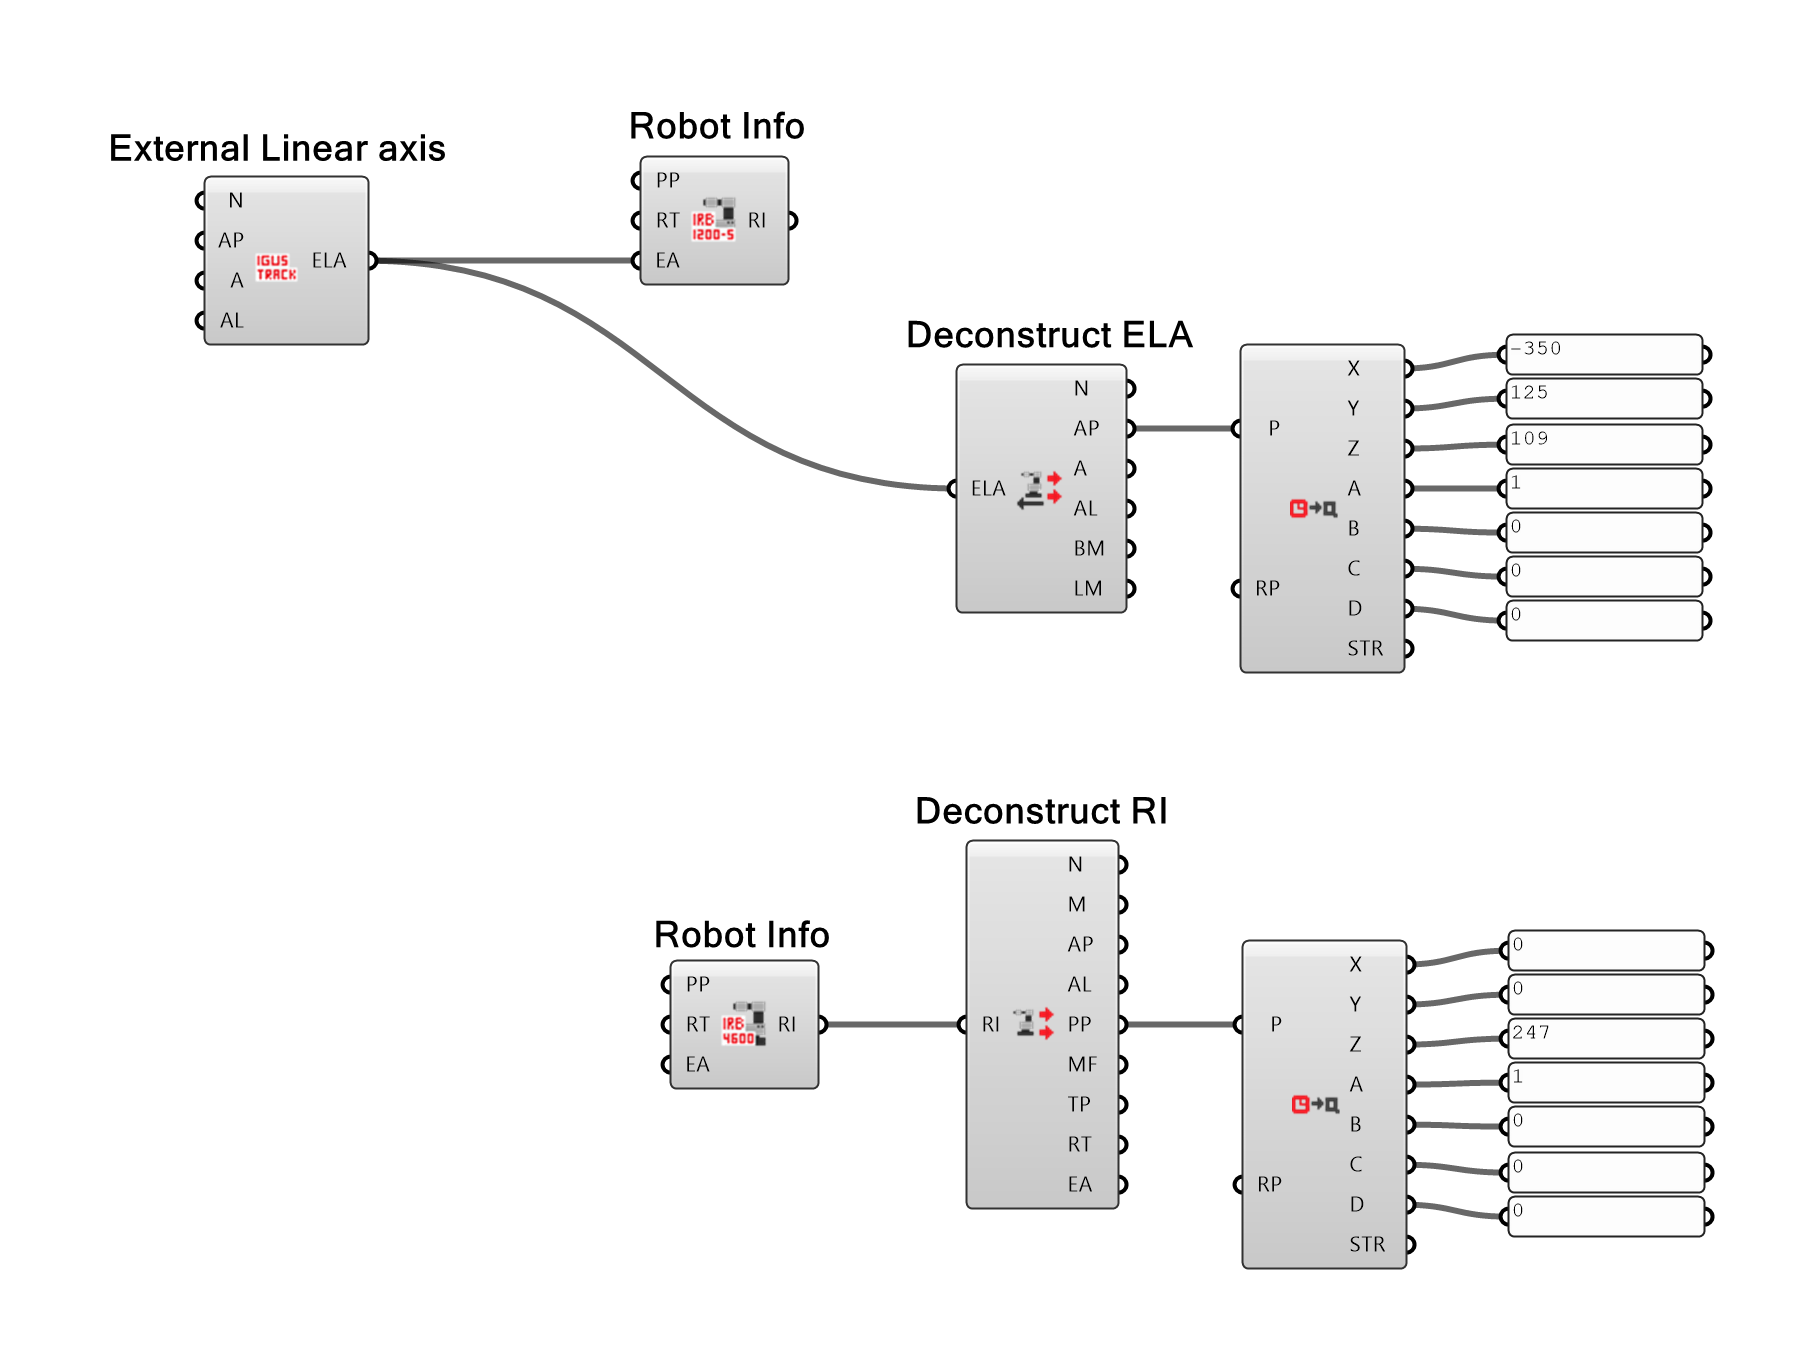 External Linear axis
N
AP
A
AL
IGUS
TRACK
ELA
Robot Info
PP
RT
EA
IRB
1200-5
RI
Deconstruct ELA
ELA
N
AP
A
AL
BM
LM
P
RP
X
Y
Z
A
B
C
D
STR
-350
125
109
1
0
0
0
Robot Info
PP
RT
EA
IRB
4600
RI
Deconstruct RI
RI
N
M
AP
AL
PP
MF
TP
RT
EA
P
RP
X
Y
Z
A
B
C
D
STR
0
0
247
1
0
0
0